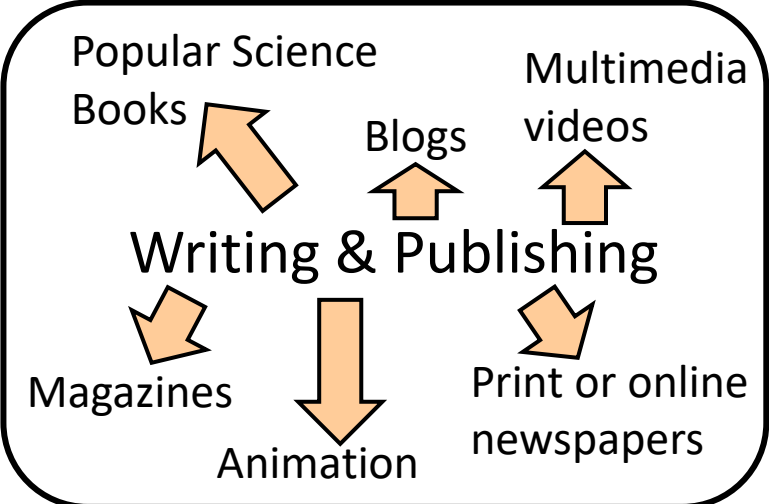 Popular Science
Books
Blogs
Multimedia
videos
Writing & Publishing
Magazines
Animation
Print or online
newspapers